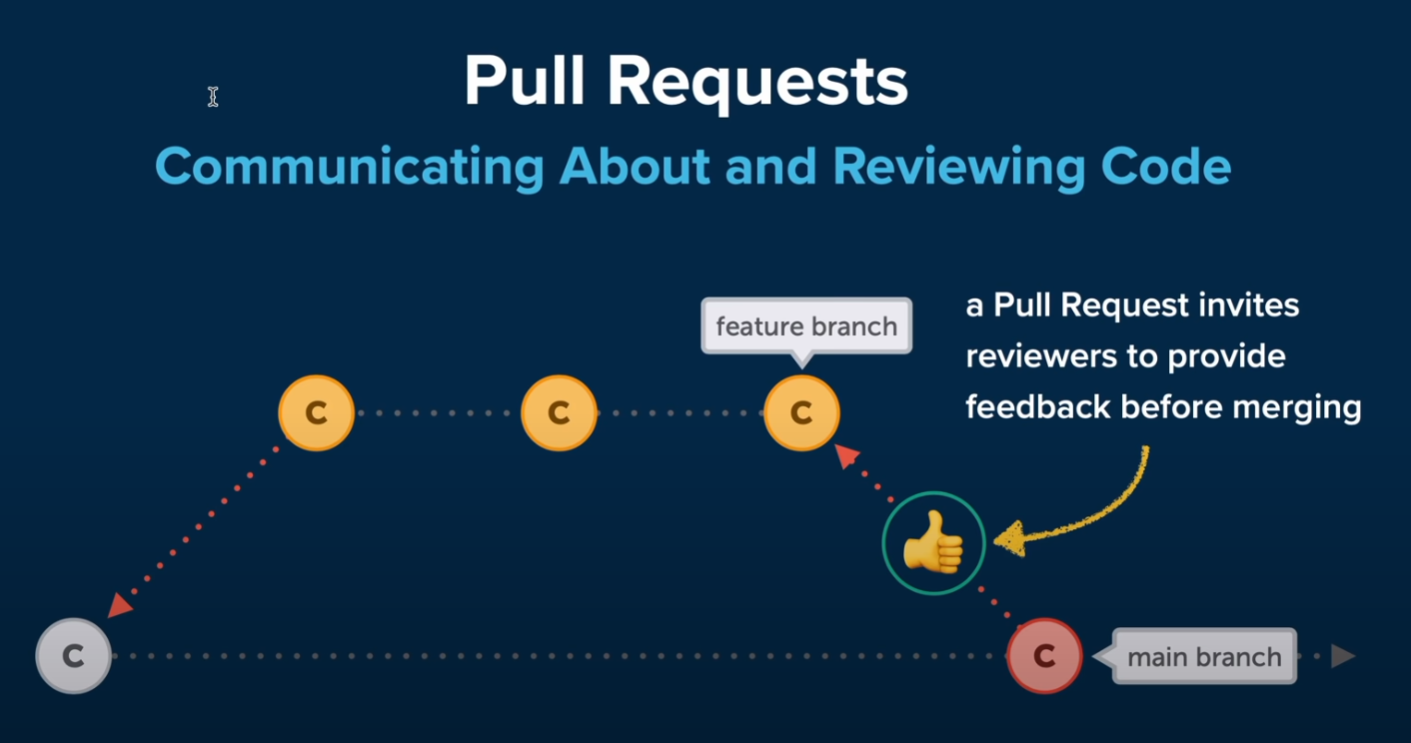 Pull Requests
Communicating About and Reviewing Code
a Pull Request invites
reviewers to provide
feedback before merging
feature branch
C
C
C
C
C
main branch